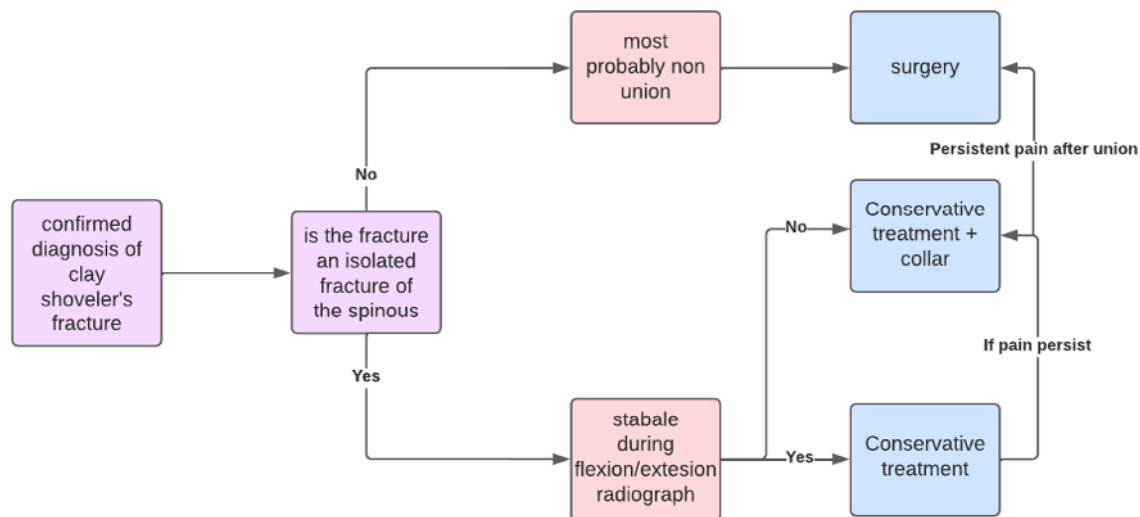 confirmed
diagnosis of
clay
shoveler's
fracture
is the fracture
an isolated
fracture of
the spinous
No
most
probably non
union
surgery
Yes
stabale
during
flexion/extesion
radiograph
No
Conservative
treatment +
collar
Persistent pain after union
Yes
Conservative
treatment
If pain persist